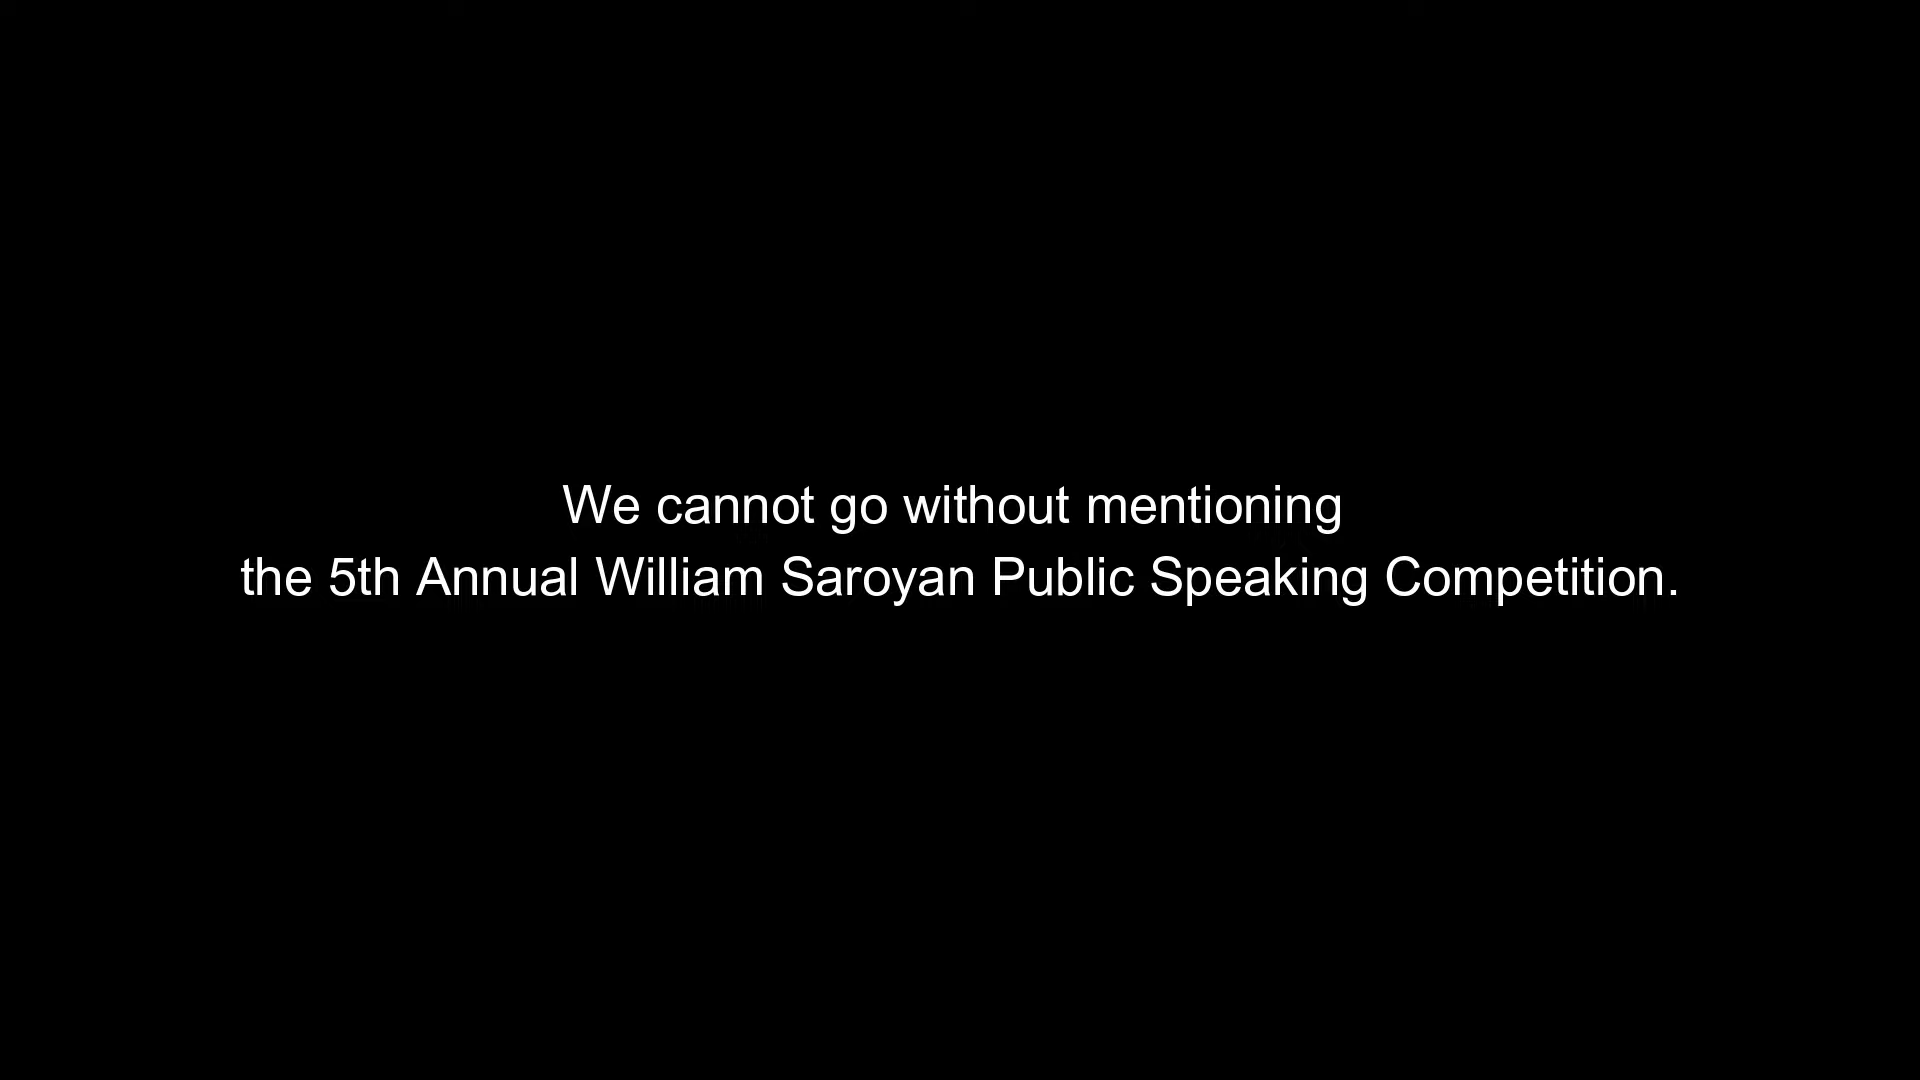 We cannot go without mentioning
the 5th Annual William Saroyan Public Speaking Competition.